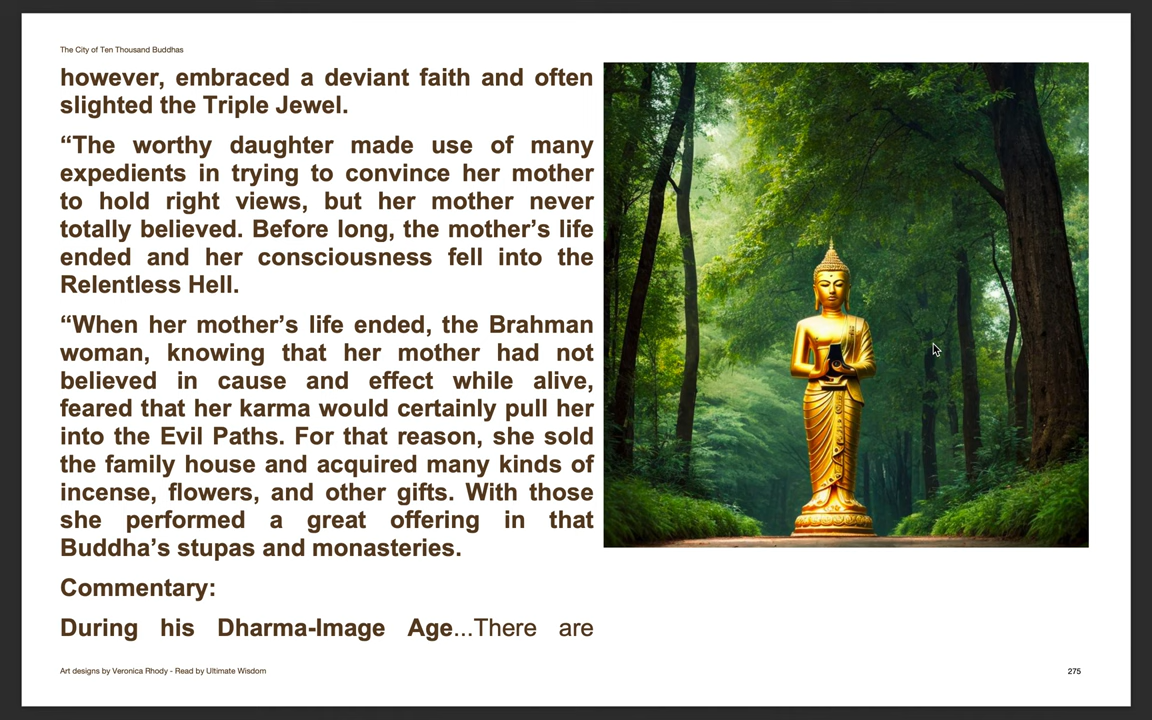 The City of Ten Thousand Buddhas
however, embraced a deviant faith and often
slighted the Triple Jewel.
“The worthy daughter made use of many
expedients in trying to convince her mother
to hold right views, but her mother never
totally believed. Before long, the mother’s life
ended and her consciousness fell into the
Relentless Hell.
“When her mother’s life ended, the Brahman
woman, knowing that her mother had not
believed in cause and effect while alive,
feared that her karma would certainly pull her
into the Evil Paths. For that reason, she sold
the family house and acquired many kinds of
incense, flowers, and other gifts. With those
she performed a great offering in that
Buddha’s stupas and monasteries.
Commentary:
During his Dharma-Image Age...There are
Art designs by Veronica Rhody - Read by Ultimate Wisdom
275